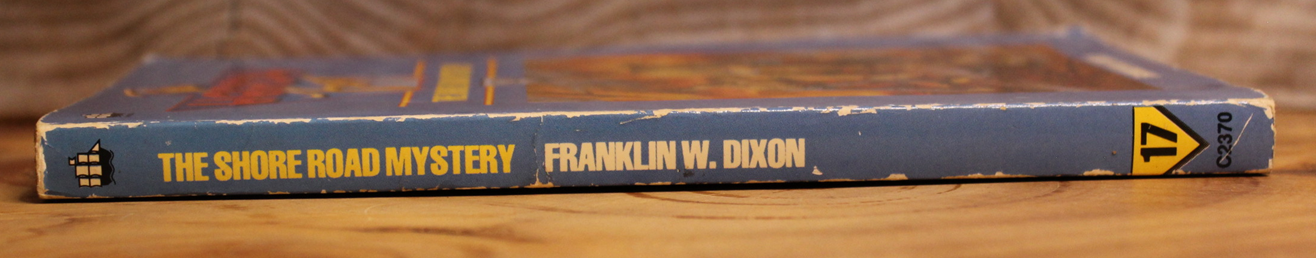 THE SHORE ROAD MYSTERY FRANKLIN W. DIXON 17 C2370